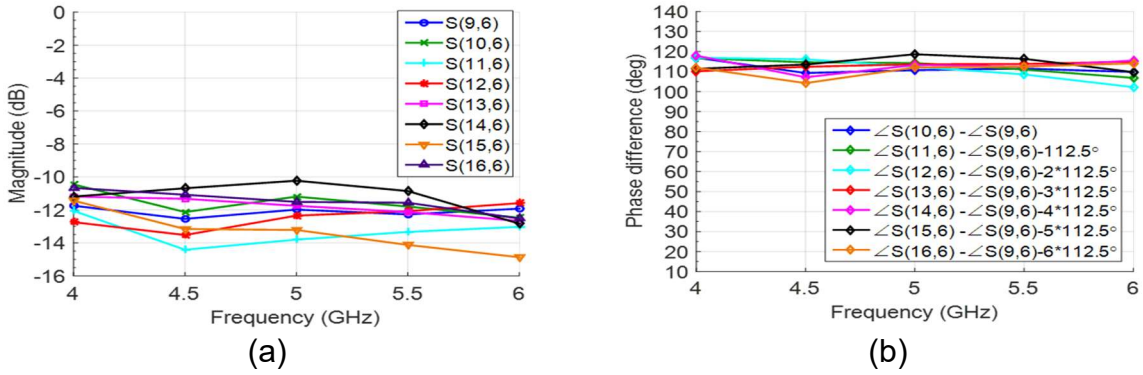 0
-2
-4
-6
-8
-10
-12
-14
-16
4
4.5
5
5.5
6
Magnitude (dB)
Frequency (GHz)
S(9,6)
S(10,6)
S(11,6)
S(12,6)
S(13,6)
S(14,6)
S(15,6)
S(16,6)
(a)
140
130
120
110
100
90
80
70
60
50
40
30
20
10
4
4.5
5
5.5
6
Phase difference (deg)
Frequency (GHz)
∠S(10,6) -∠S(9,6)
∠S(11,6) -∠S(9,6)-112.5°
∠S(12,6) -∠S(9,6)-2*112.5°
∠S(13,6) -∠S(9,6)-3*112.5°
∠S(14,6) -∠S(9,6)-4*112.5°
∠S(15,6) -∠S(9,6)-5*112.5°
∠S(16,6) -∠S(9,6)-6*112.5°
(b)